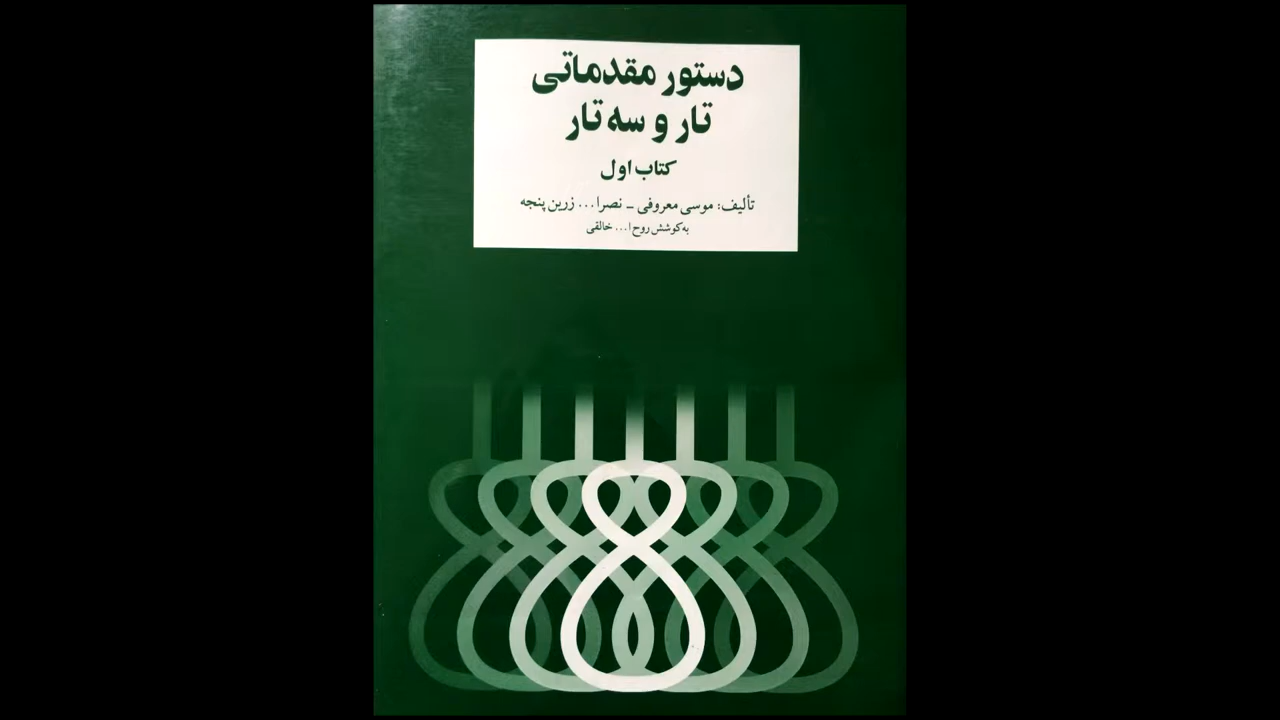 دستور مقدماتی
تار و سه تار
کتاب اول
تألیف: موسی معروفی ـ نصرا... زرین پنجه
به کوشش روح ا... خالقی